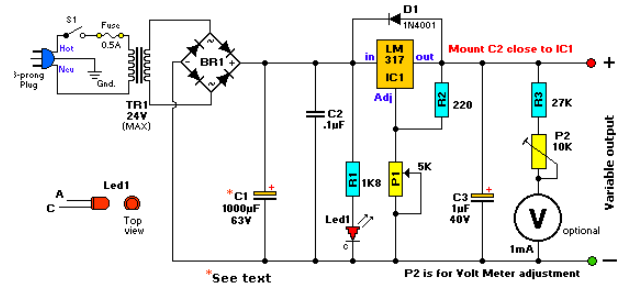 S1
Fuse
0.5A
Hot
Neu
3-prong
Plug
Gnd.
TR1
24V
(MAX)
BR1
D1
1N4001
in
LM
317
IC1
out
Adj
Mount C2 close to IC1
+
C2
.1µF
R2
220
R3
27K
P2
10K
R1
1K8
P1
5K
*C1
1000µF
63V
+
Led1
C
C3
1µF
40V
+
V
optional
1mA
Variable output
A
C
Led1
Top
view
*See text
P2 is for Volt Meter adjustment